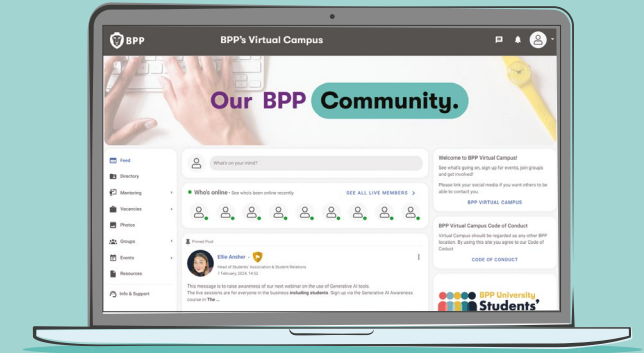 BPP
BPP's Virtual Campus
Our BPP Community.
Feed
Directory
Mentoring
Vacancies
Photos
Groups
Events
Resources
Info & Support
What's on your mind?
Who's online • See who's been online recently
SEE ALL LIVE MEMBERS
Pinned Post
Ellie Ansher
Head of Students' Association & Student Relations
7 February 2024, 14:52
This message is to raise awareness of our next webinar on the use of Generative AI tools.
The live sessions are for everyone in the business including students. Sign up via the Generative AI Awareness
course in The ...
Welcome to BPP Virtual Campus!
See what's going on, sign up for events, join groups
and get involved!
Please link your social media if you want others to be
able to contact you.
BPP VIRTUAL CAMPUS
BPP Virtual Campus Code of Conduct
Virtual Campus should be regarded as any other BPP
location. By using this site you agree to our Code of
Coduct
CODE OF CONDUCT
BPP University
Students'